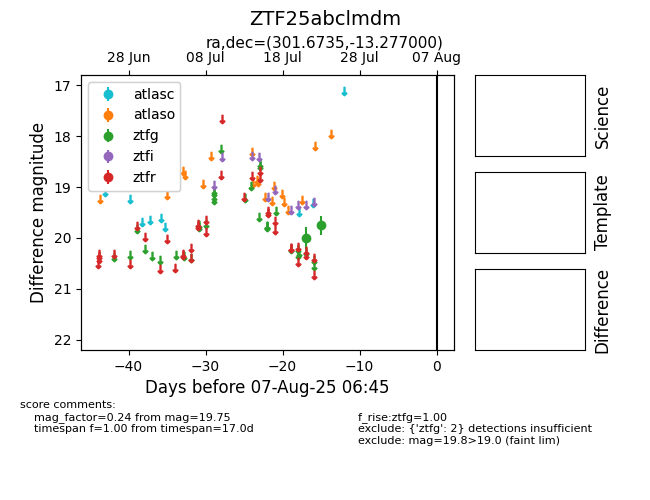 ZTF25abclmdm
ra,dec=(301.6735,-13.277000)
28 Jun 08 Jul 18 Jul 28 Jul 07 Aug
17
18
19
20
21
22
Difference magnitude
atlasc
atlaso
ztfg
ztfi
ztfr
−40 −30 −20 −10 0
Days before 07-Aug-25 06:45
Science
Template
Difference
score comments:
mag_factor=0.24 from mag=19.75
timespan f=1.00 from timespan=17.0d
f_rise:ztfg=1.00
exclude: {'ztfg': 2} detections insufficient
exclude: mag=19.8>19.0 (faint lim)